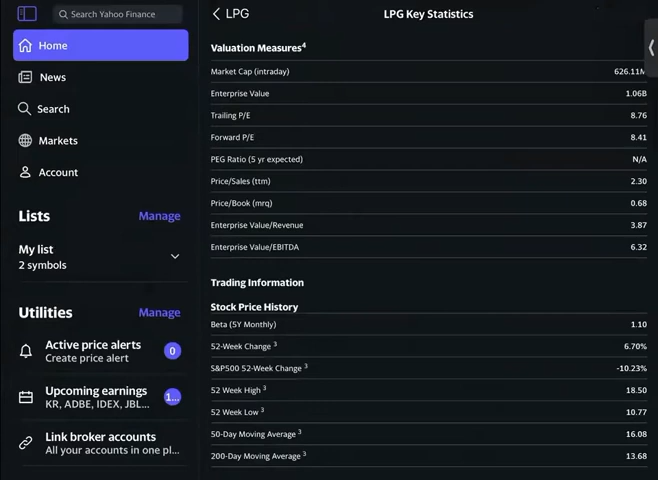 Search Yahoo Finance
Home
News
Search
Markets
Account
Lists
Manage
My list
2 symbols
Utilities
Manage
Active price alerts
Create price alert
0
Upcoming earnings
KR, ADBE, IDEX, JBL...
1...
Link broker accounts
All your accounts in one pl...
LPG
LPG Key Statistics
Valuation Measures4
Market Cap (intraday) 626.11M
Enterprise Value 1.06B
Trailing P/E 8.76
Forward P/E 8.41
PEG Ratio (5 yr expected) N/A
Price/Sales (ttm) 2.30
Price/Book (mrq) 0.68
Enterprise Value/Revenue 3.87
Enterprise Value/EBITDA 6.32
Trading Information
Stock Price History
Beta (5Y Monthly) 1.10
52-Week Change 3 6.70%
S&P500 52-Week Change 3 -10.23%
52 Week High 3 18.50
52 Week Low 3 10.77
50-Day Moving Average 3 16.08
200-Day Moving Average 3 13.68